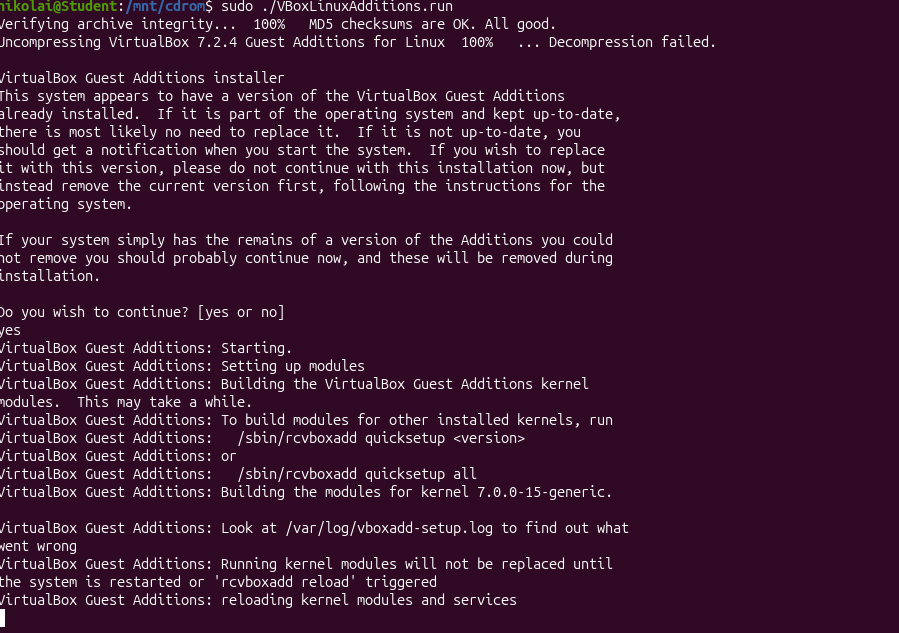 nikolai@Student:/mnt/cdrom$ sudo ./VBoxLinuxAdditions.run
Verifying archive integrity...  100%   MD5 checksums are OK. All good.
Uncompressing VirtualBox 7.2.4 Guest Additions for Linux  100%   ... Decompression failed.
VirtualBox Guest Additions installer
This system appears to have a version of the VirtualBox Guest Additions
already installed.  If it is part of the operating system and kept up-to-date,
there is most likely no need to replace it.  If it is not up-to-date, you
should get a notification when you start the system.  If you wish to replace
it with this version, please do not continue with this installation now, but
instead remove the current version first, following the instructions for the
operating system.
If your system simply has the remains of a version of the Additions you could
not remove you should probably continue now, and these will be removed during
installation.
Do you wish to continue? [yes or no]
yes
VirtualBox Guest Additions: Starting.
VirtualBox Guest Additions: Setting up modules
VirtualBox Guest Additions: Building the VirtualBox Guest Additions kernel
modules.  This may take a while.
VirtualBox Guest Additions: To build modules for other installed kernels, run
VirtualBox Guest Additions:   /sbin/rcvboxadd quicksetup <version>
VirtualBox Guest Additions: or
VirtualBox Guest Additions:   /sbin/rcvboxadd quicksetup all
VirtualBox Guest Additions: Building the modules for kernel 7.0.0-15-generic.
VirtualBox Guest Additions: Look at /var/log/vboxadd-setup.log to find out what
went wrong
VirtualBox Guest Additions: Running kernel modules will not be replaced until
the system is restarted or 'rcvboxadd reload' triggered
VirtualBox Guest Additions: reloading kernel modules and services